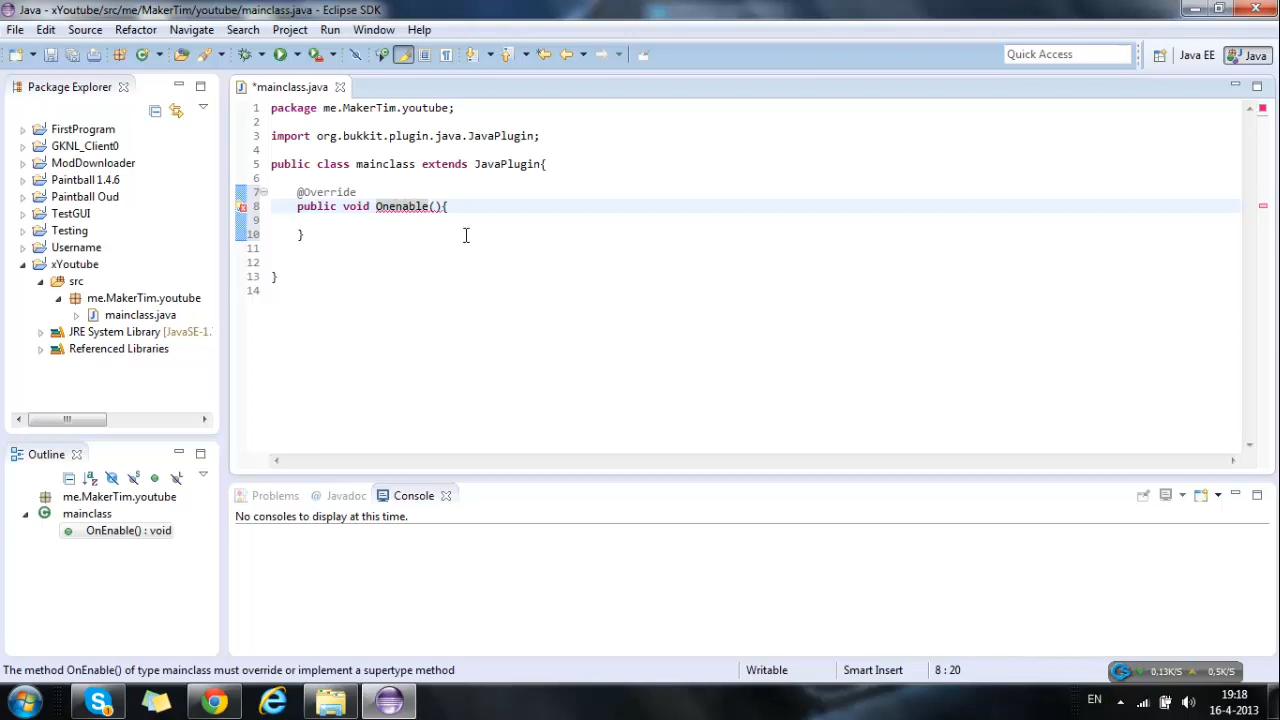 Java - xYoutube/src/me/MakerTim/youtube/mainclass.java - Eclipse SDK
File Edit Source Refactor Navigate Search Project Run Window Help
Quick Access
Java EE
Java
Package Explorer
FirstProgram
GKNL_Client0
ModDownloader
Paintball 1.4.6
Paintball Oud
TestGUI
Testing
Username
xYoutube
src
me.MakerTim.youtube
mainclass.java
JRE System Library [JavaSE-1.
Referenced Libraries
*mainclass.java
1 package me.MakerTim.youtube;
2
3 import org.bukkit.plugin.java.JavaPlugin;
4
5 public class mainclass extends JavaPlugin{
6
7 @Override
8 public void Onenable(){
9
10 }
11
12
13 }
14
Outline
me.MakerTim.youtube
mainclass
OnEnable() : void
Problems @ Javadoc Console
No consoles to display at this time.
The method OnEnable() of type mainclass must override or implement a supertype method
Writable
Smart Insert
8 : 20
0,13K/S 0,5K/S
EN
19:18
16-4-2013